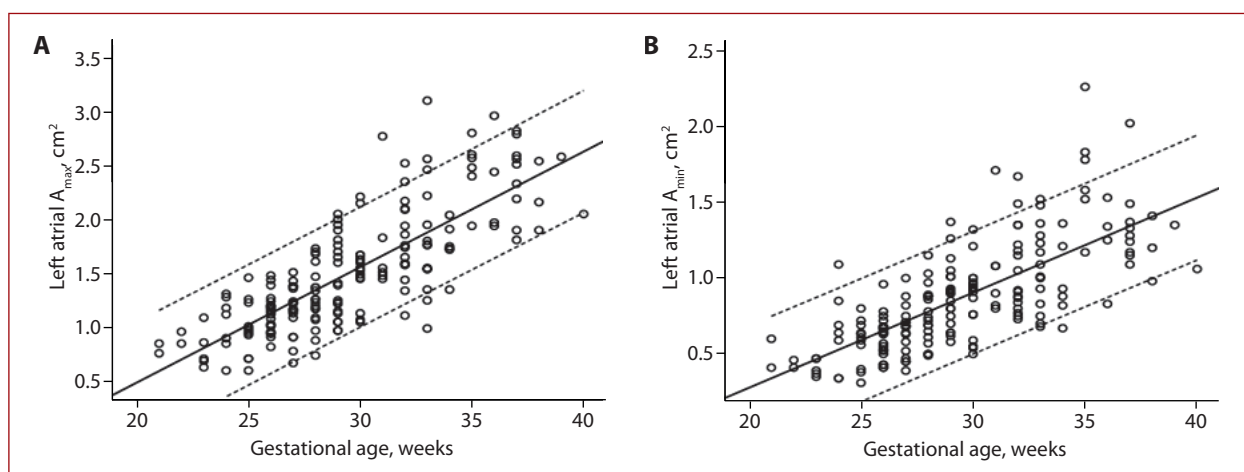 A
Left atrial Amax, cm²
3.5
3.0
2.5
2.0
1.5
1.0
0.5
20 25 30 35 40
Gestational age, weeks
B
Left atrial Amin, cm²
2.5
2.0
1.5
1.0
0.5
20 25 30 35 40
Gestational age, weeks